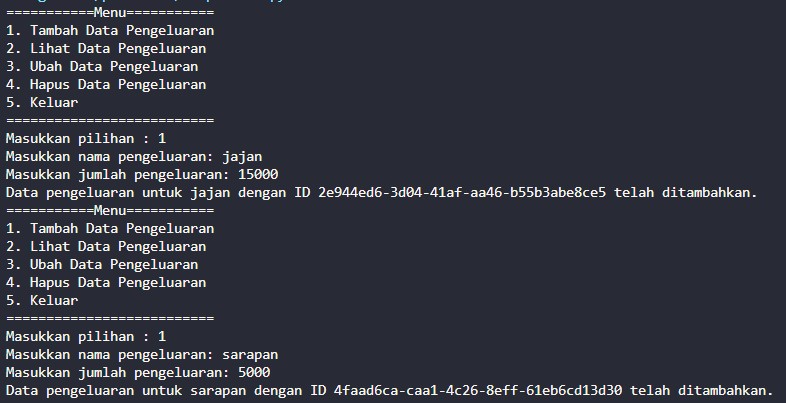 ===========Menu===========
1. Tambah Data Pengeluaran
2. Lihat Data Pengeluaran
3. Ubah Data Pengeluaran
4. Hapus Data Pengeluaran
5. Keluar
==========================
Masukkan pilihan : 1
Masukkan nama pengeluaran: jajan
Masukkan jumlah pengeluaran: 15000
Data pengeluaran untuk jajan dengan ID 2e944ed6-3d04-41af-aa46-b55b3abe8ce5 telah ditambahkan.
===========Menu===========
1. Tambah Data Pengeluaran
2. Lihat Data Pengeluaran
3. Ubah Data Pengeluaran
4. Hapus Data Pengeluaran
5. Keluar
==========================
Masukkan pilihan : 1
Masukkan nama pengeluaran: sarapan
Masukkan jumlah pengeluaran: 5000
Data pengeluaran untuk sarapan dengan ID 4faad6ca-caa1-4c26-8eff-61eb6cd13d30 telah ditambahkan.